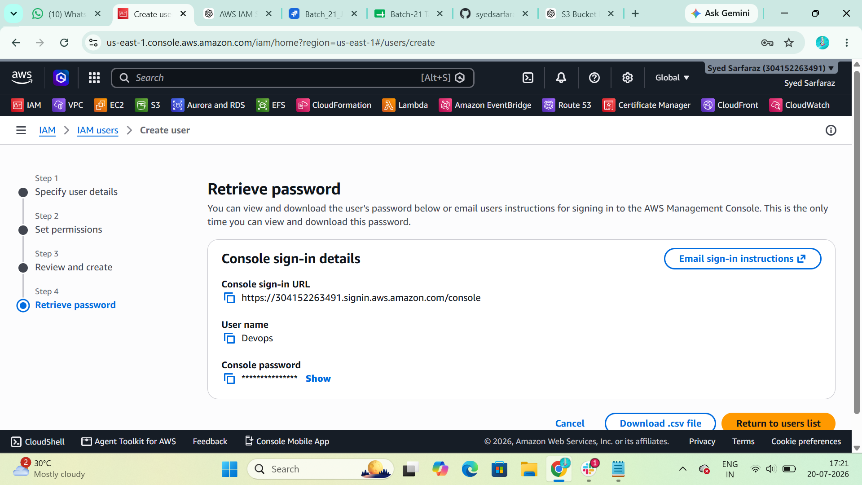 (10) Whats
Create use
AWS IAM
Batch_21_
Batch-21 T
syedsarfar
S3 Bucket
Ask Gemini
us-east-1.console.aws.amazon.com/iam/home?region=us-east-1#/users/create
aws
Search
[Alt+S]
Global
Syed Sarfaraz (304152263491)
Syed Sarfaraz
IAM
VPC
EC2
S3
Aurora and RDS
EFS
CloudFormation
Lambda
Amazon EventBridge
Route 53
Certificate Manager
CloudFront
CloudWatch
IAM > IAM users > Create user
Step 1
Specify user details
Step 2
Set permissions
Step 3
Review and create
Step 4
Retrieve password
Retrieve password
You can view and download the user's password below or email users instructions for signing in to the AWS Management Console. This is the only
time you can view and download this password.
Console sign-in details
Email sign-in instructions
Console sign-in URL
https://304152263491.signin.aws.amazon.com/console
User name
Devops
Console password
*************** Show
Cancel
Download .csv file
Return to users list
CloudShell
Agent Toolkit for AWS
Feedback
Console Mobile App
© 2026, Amazon Web Services, Inc. or its affiliates.
Privacy
Terms
Cookie preferences
2
30°C
Mostly cloudy
Search
1
ENG
IN
17:21
20-07-2026